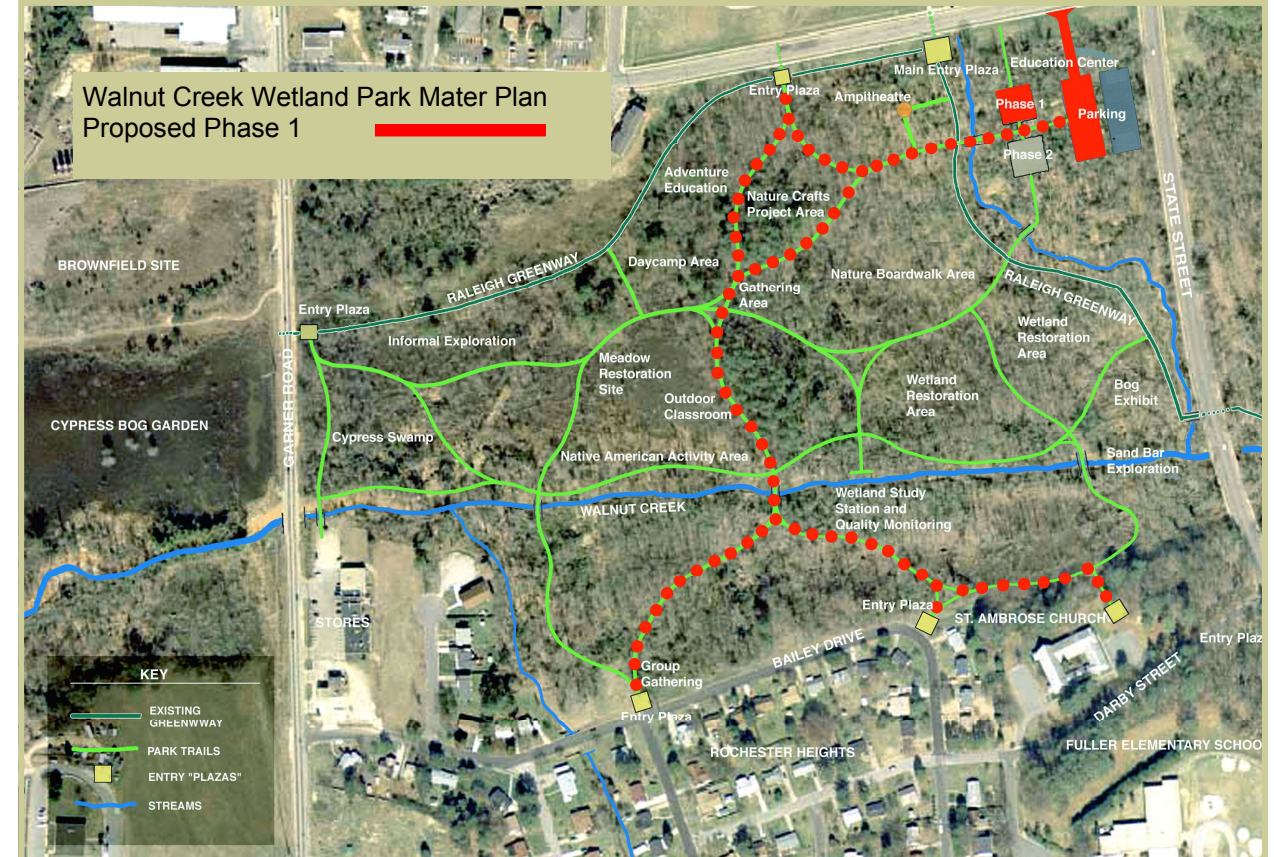 Walnut Creek Wetland Park Mater Plan
Proposed Phase 1
Main Entry Plaza
Education Center
Entry Plaza
Ampitheatre
Phase 1
Parking
Phase 2
Adventure
Education
Nature Crafts
Project Area
STATE STREET
BROWNFIELD SITE
RALEIGH GREENWAY
Daycamp Area
Gathering
Area
Nature Boardwalk Area
RALEIGH GREENWAY
Entry Plaza
Informal Exploration
Wetland
Restoration
Area
GARNER ROAD
Meadow
Restoration
Site
Wetland
Restoration
Area
Bog
Exhibit
Outdoor
Classroom
CYPRESS BOG GARDEN
Cypress Swamp
Native American Activity Area
Sand Bar
Exploration
WALNUT CREEK
Wetland Study
Station and
Quality Monitoring
STORES
Entry Plaza
ST. AMBROSE CHURCH
Entry Plaz
BAILEY DRIVE
Group
Gathering
Entry Plaza
DARBY STREET
ROCHESTER HEIGHTS
FULLER ELEMENTARY SCHOO
KEY
EXISTING
GREENWWAY
PARK TRAILS
ENTRY "PLAZAS"
STREAMS